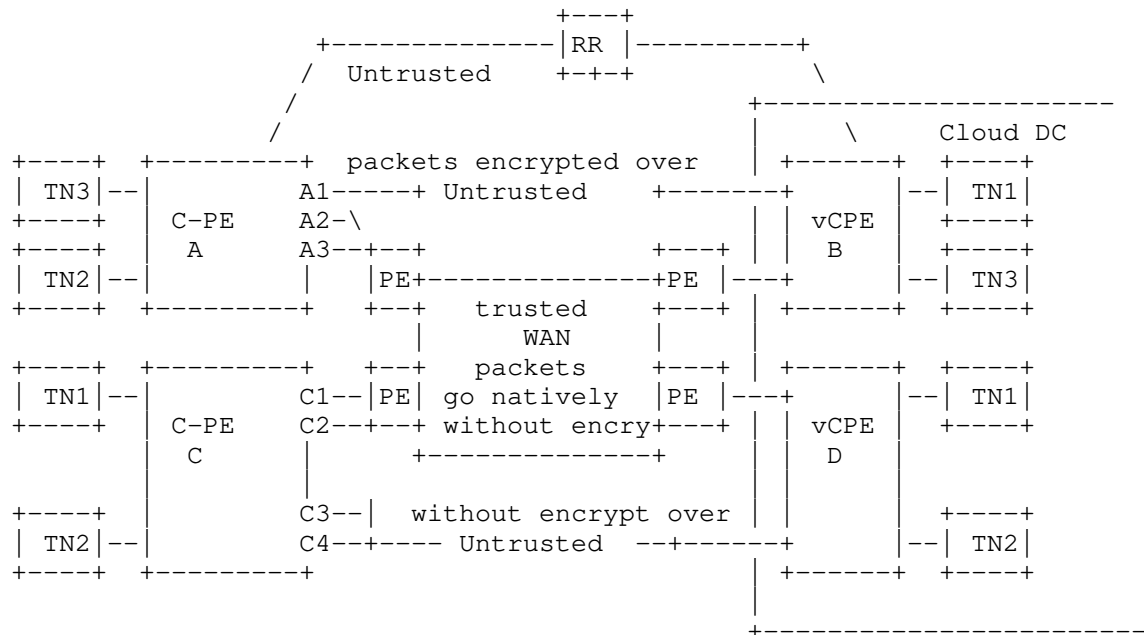 RR
Untrusted
Cloud DC
packets encrypted over
TN3 A1 Untrusted TN1
C-PE A2 vCPE
A A3 B
TN2 PE PE TN3
trusted
WAN
packets
TN1 C1 PE go natively PE TN1
C-PE C2 without encry vCPE
C D
C3 without encrypt over
TN2 C4 Untrusted TN2